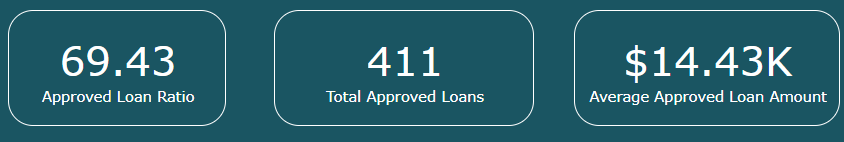 69.43
Approved Loan Ratio
411
Total Approved Loans
$14.43K
Average Approved Loan Amount